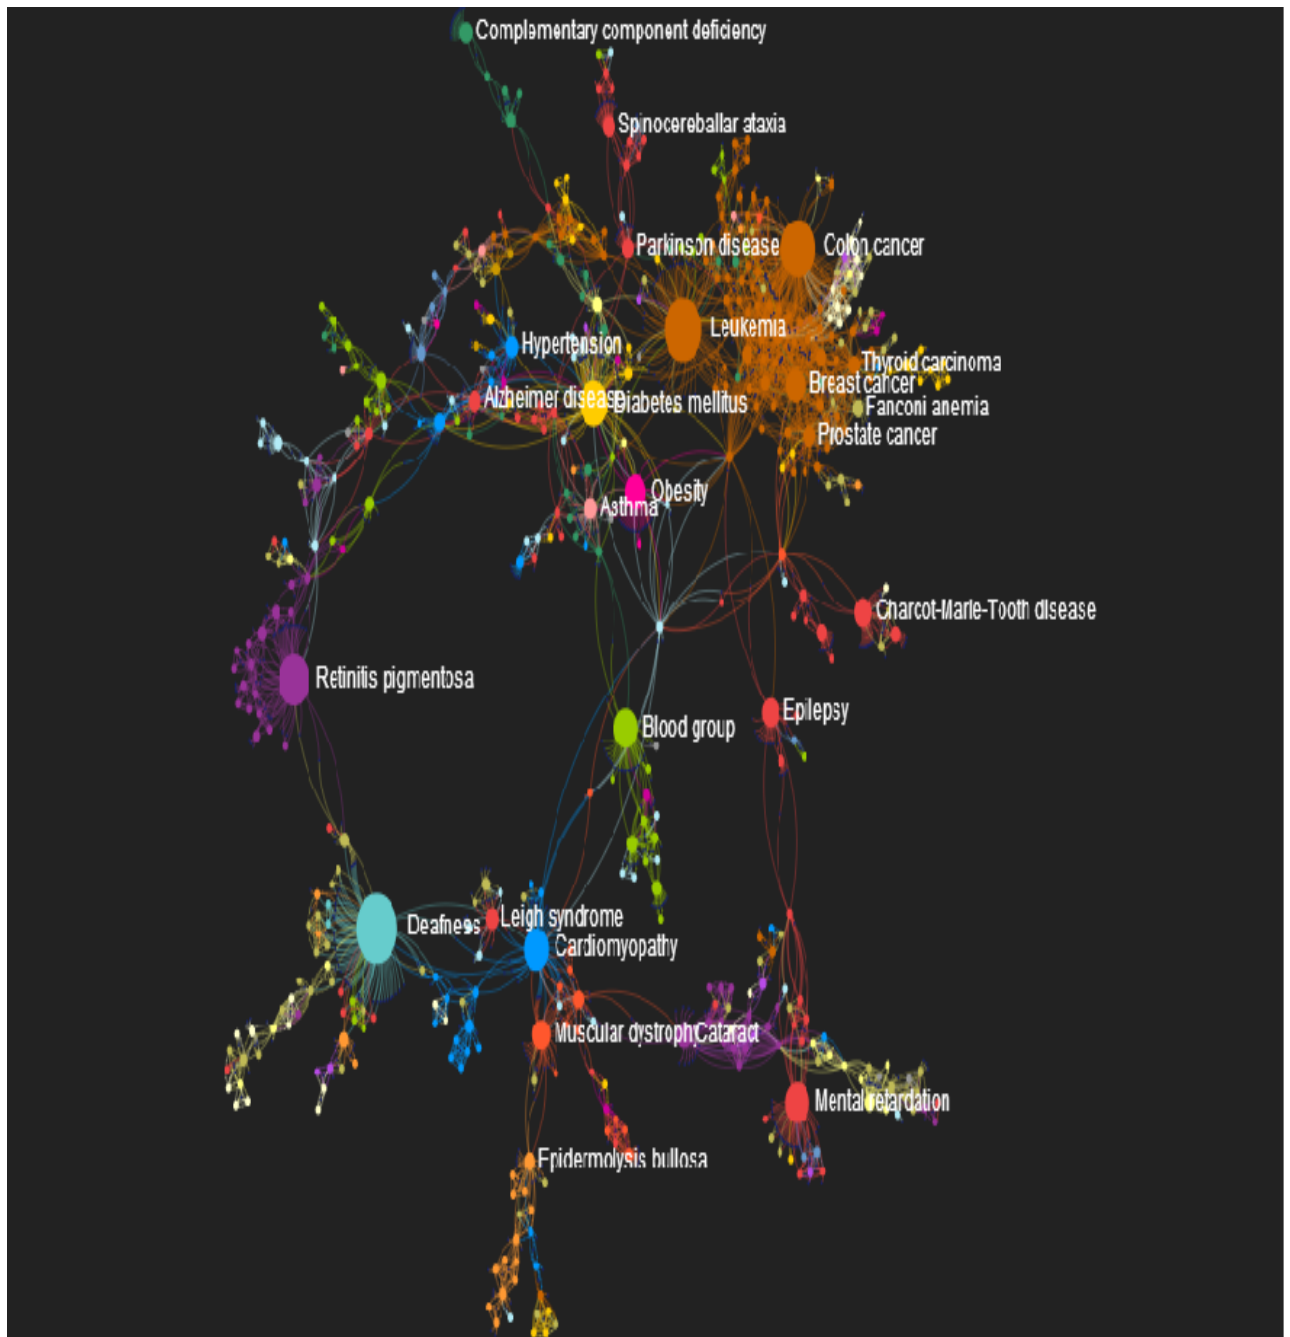 Complementary component deficiency
Spinocereballar ataxia
Parkinson disease
Colon cancer
Leukemia
Hypertension
Thyroid carcinoma
Breast cancer
Alzheimer disease
Diabetes mellitus
Fanconi anemia
Prostate cancer
Obesity
Asthma
Charcot-Marie-Tooth disease
Retinitis pigmentosa
Epilepsy
Blood group
Leigh syndrome
Deafness
Cardiomyopathy
Muscular dystrophy
Cataract
Mental retardation
Epidermolysis bullosa